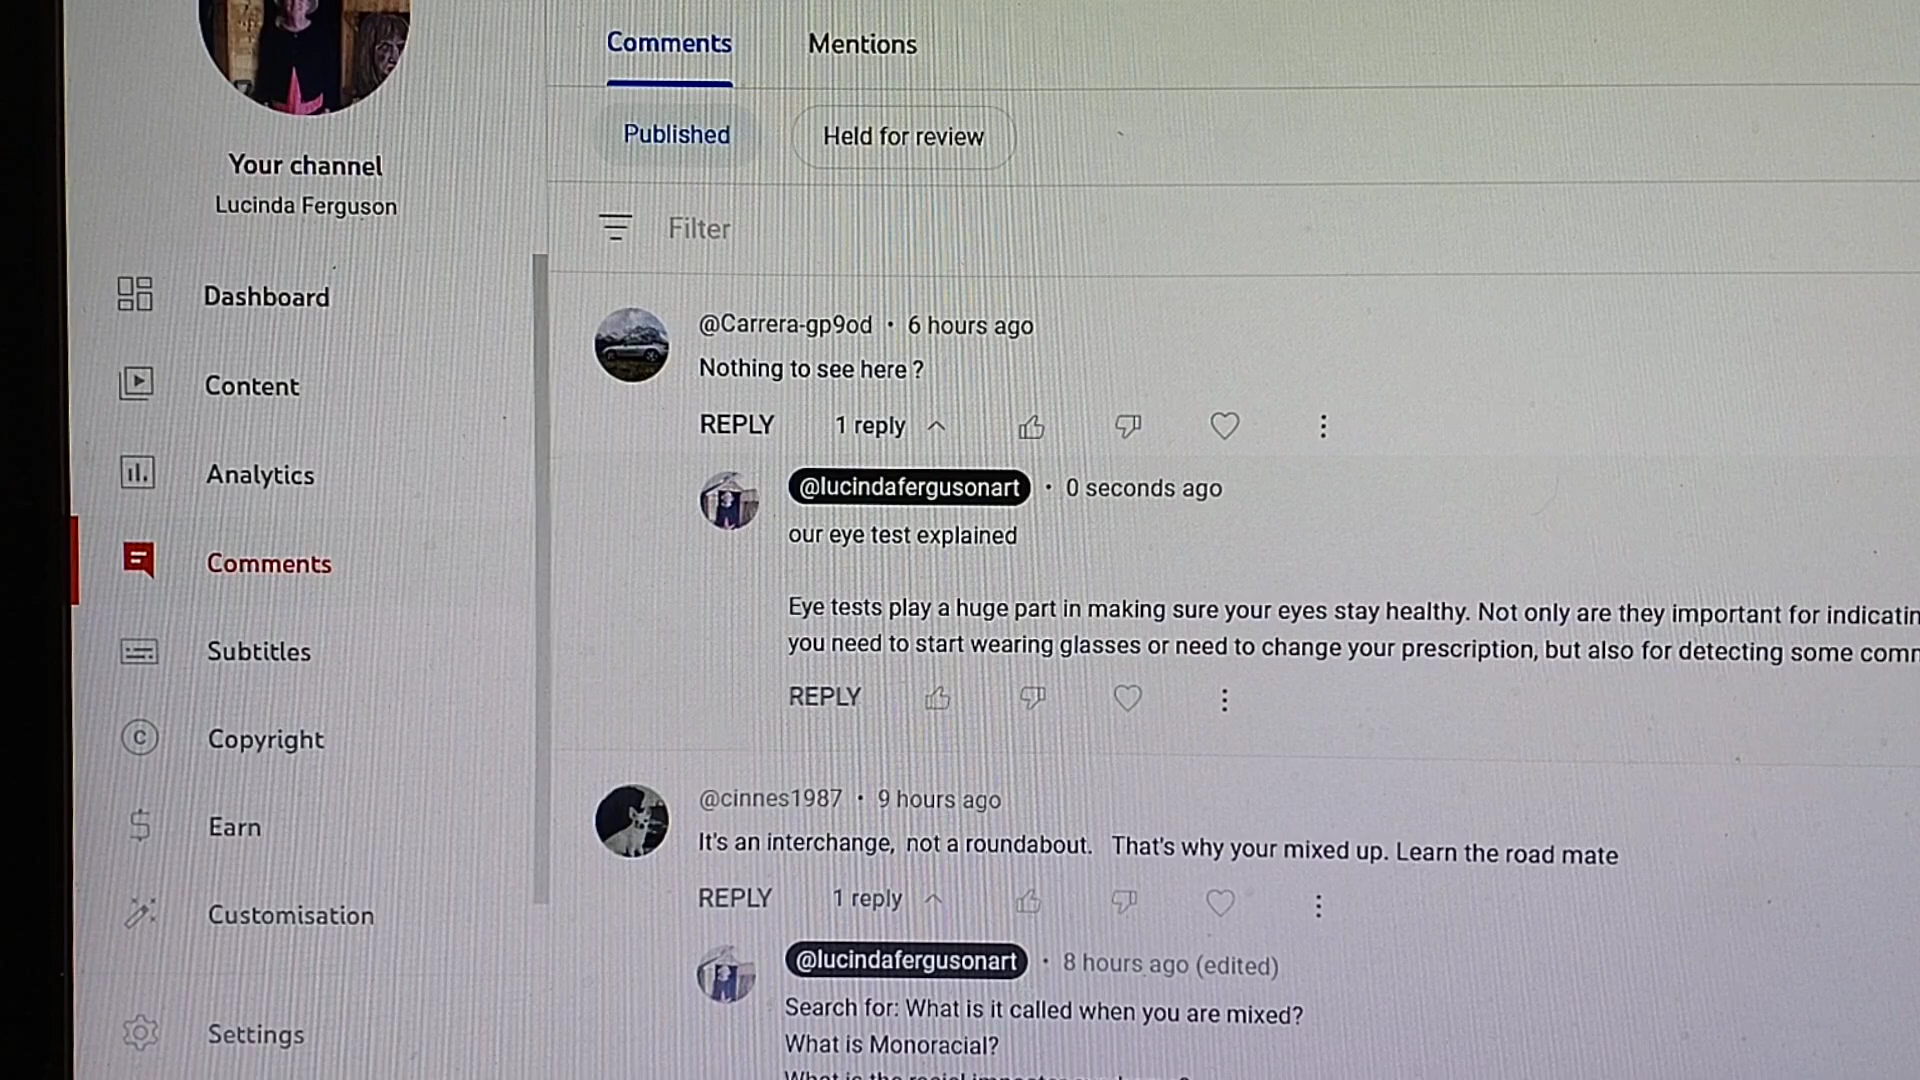 Comments Mentions
Published Held for review
Your channel
Lucinda Ferguson
Filter
Dashboard
Content
Analytics
Comments
Subtitles
Copyright
Earn
Customisation
Settings
@Carrera-gp9od · 6 hours ago
Nothing to see here ?
REPLY 1 reply
@lucindafergusonart · 0 seconds ago
our eye test explained
Eye tests play a huge part in making sure your eyes stay healthy. Not only are they important for
you need to start wearing glasses or need to change your prescription, but also for detecting some
REPLY
@cinnes1987 · 9 hours ago
It's an interchange, not a roundabout. That's why your mixed up. Learn the road mate
REPLY 1 reply
@lucindafergusonart · 8 hours ago (edited)
Search for: What is it called when you are mixed?
What is Monoracial?